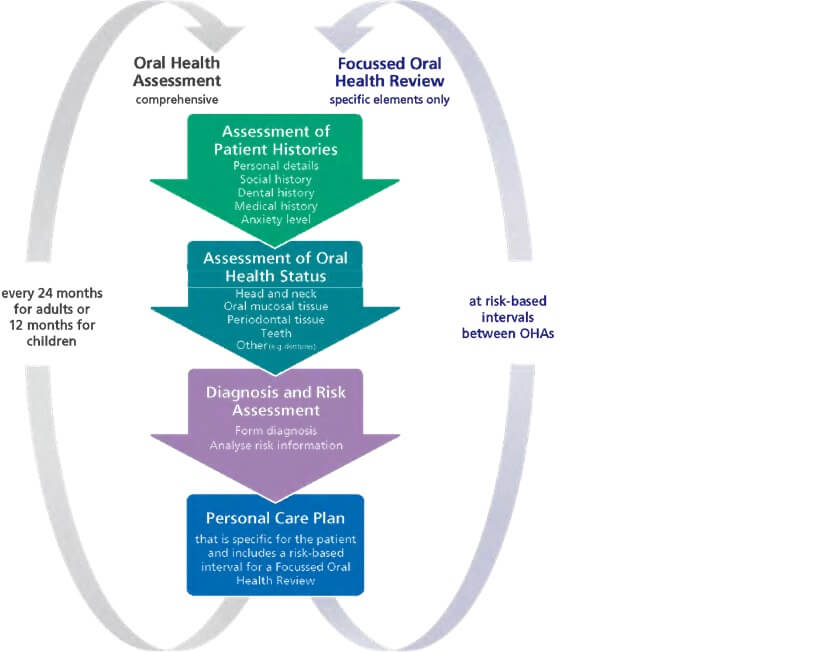 Oral Health
Assessment
comprehensive
Focussed Oral
Health Review
specific elements only
Assessment of
Patient Histories
Personal details
Social history
Dental history
Medical history
Anxiety level
Assessment of Oral
Health Status
Head and neck
Oral mucosal tissue
Periodontal tissue
Teeth
Other (e.g. dentures)
every 24 months
for adults or
12 months for
children
at risk-based
intervals
between OHAs
Diagnosis and Risk
Assessment
Form diagnosis
Analyse risk information
Personal Care Plan
that is specific for the patient
and includes a risk-based
interval for a Focussed Oral
Health Review